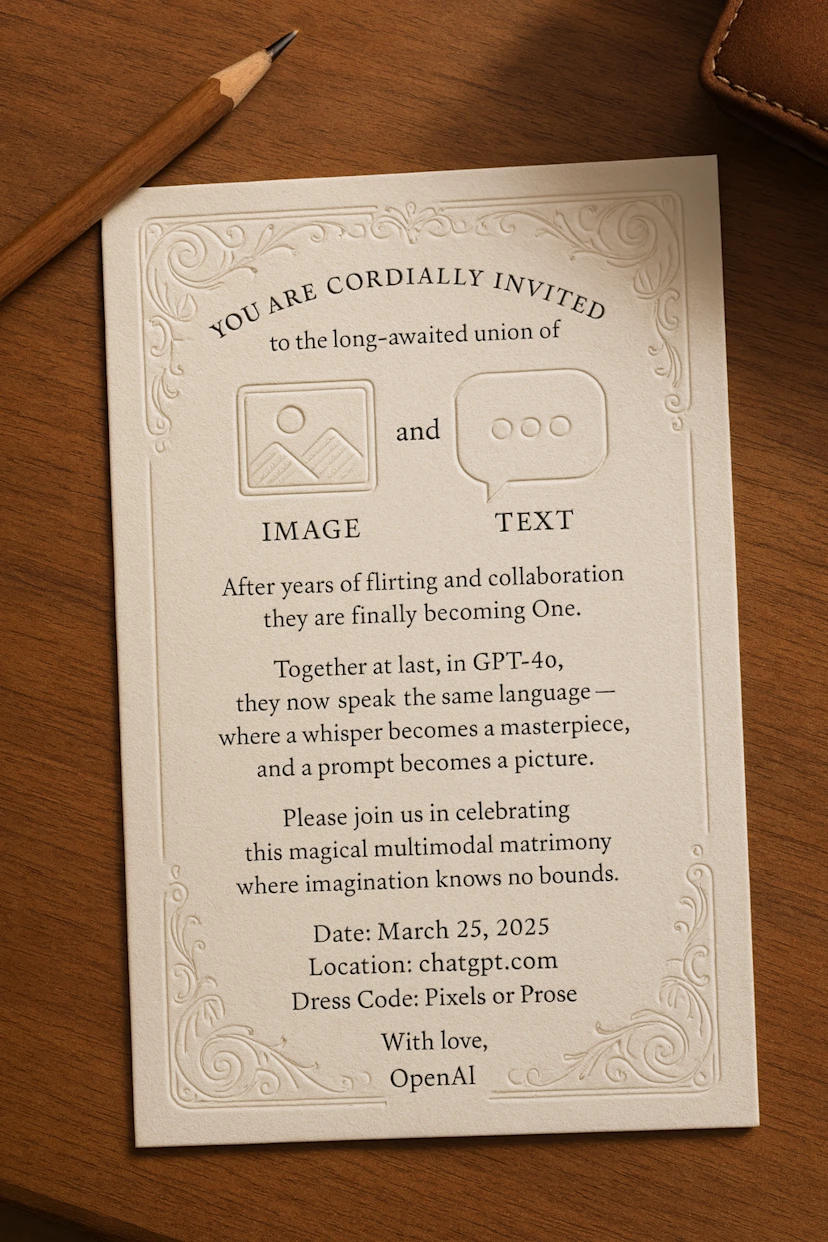 YOU ARE CORDIALLY INVITED
to the long-awaited union of
and
IMAGE
TEXT
After years of flirting and collaboration
they are finally becoming One.
Together at last, in GPT-4o,
they now speak the same language—
where a whisper becomes a masterpiece,
and a prompt becomes a picture.
Please join us in celebrating
this magical multimodal matrimony
where imagination knows no bounds.
Date: March 25, 2025
Location: chatgpt.com
Dress Code: Pixels or Prose
With love,
OpenAI